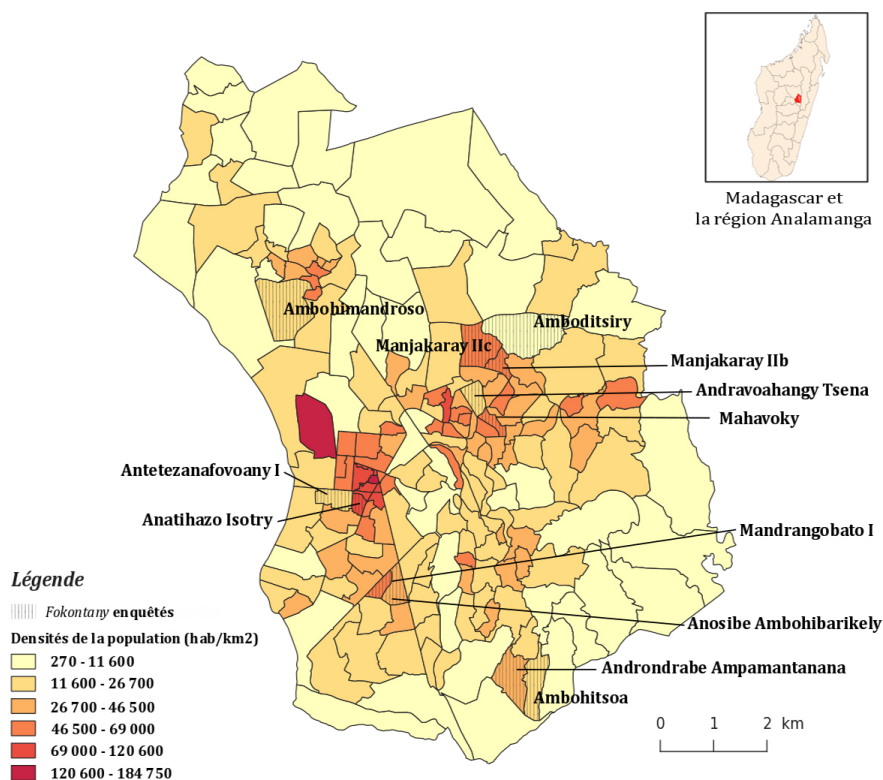 Madagascar et
la région Analamanga
Ambohimandroso
Amboditsiry
Manjakaray IIc
Manjakaray IIb
Andravoahangy Tsena
Mahavoky
Antetezanafovoany I
Anatihazo Isotry
Mandrangobato I
Anosibe Ambohibarikely
Androndrabe Ampamantanana
Ambohitsoa
Légende
Fokontany enquêtés
Densités de la population (hab/km2)
270 - 11 600
11 600 - 26 700
26 700 - 46 500
46 500 - 69 000
69 000 - 120 600
120 600 - 184 750
0 1 2 km